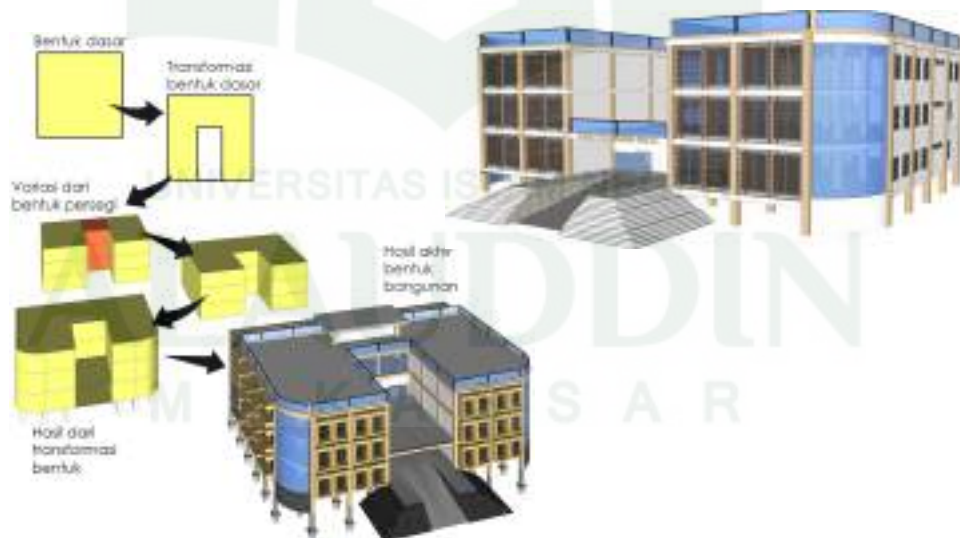 Bentuk dasar
Transformasi
bentuk dasar
Variasi dari
bentuk persegi
UNIVERSITAS IS
Hasil akhir
bentuk
bangunan
ALAUDDIN
M K A S A R
Hasil dari
transformasi
bentuk